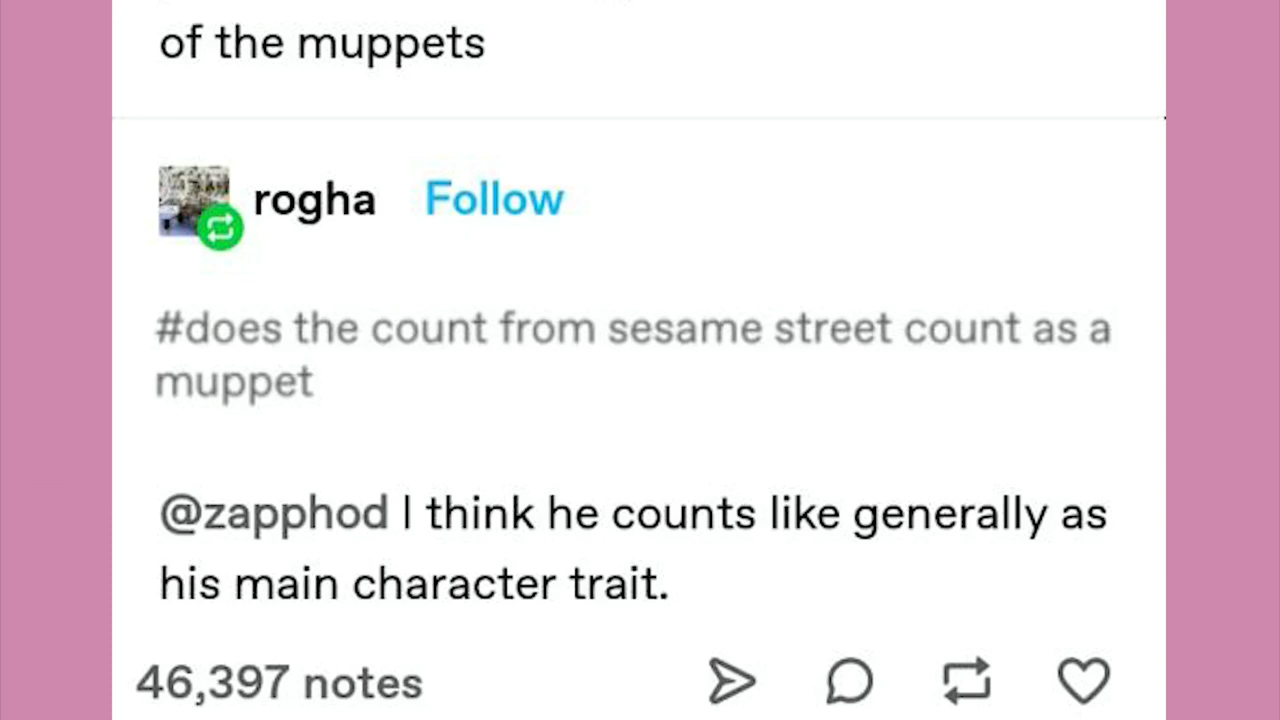 of the muppets
rogha Follow
#does the count from sesame street count as a
muppet
@zapphod I think he counts like generally as
his main character trait.
46,397 notes